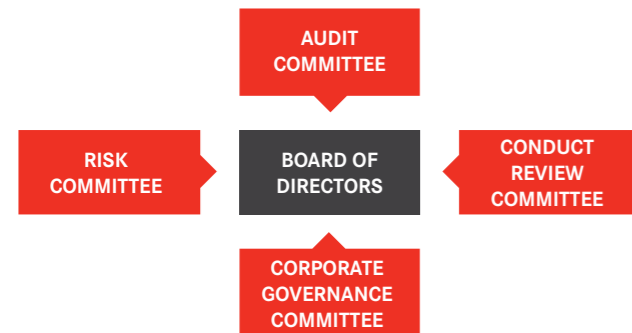 AUDIT
COMMITTEE
RISK
COMMITTEE
BOARD OF
DIRECTORS
CONDUCT
REVIEW
COMMITTEE
CORPORATE
GOVERNANCE
COMMITTEE